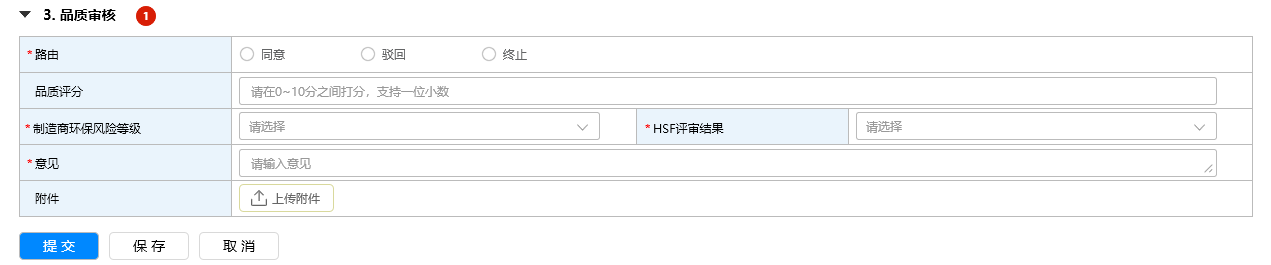 3. 品质审核 1
*路由 同意 驳回 终止
品质评分 请在0~10分之间打分，支持一位小数
*制造商环保风险等级 请选择 *HSF评审结果 请选择
*意见 请输入意见
附件 上传附件
提交 保存 取消